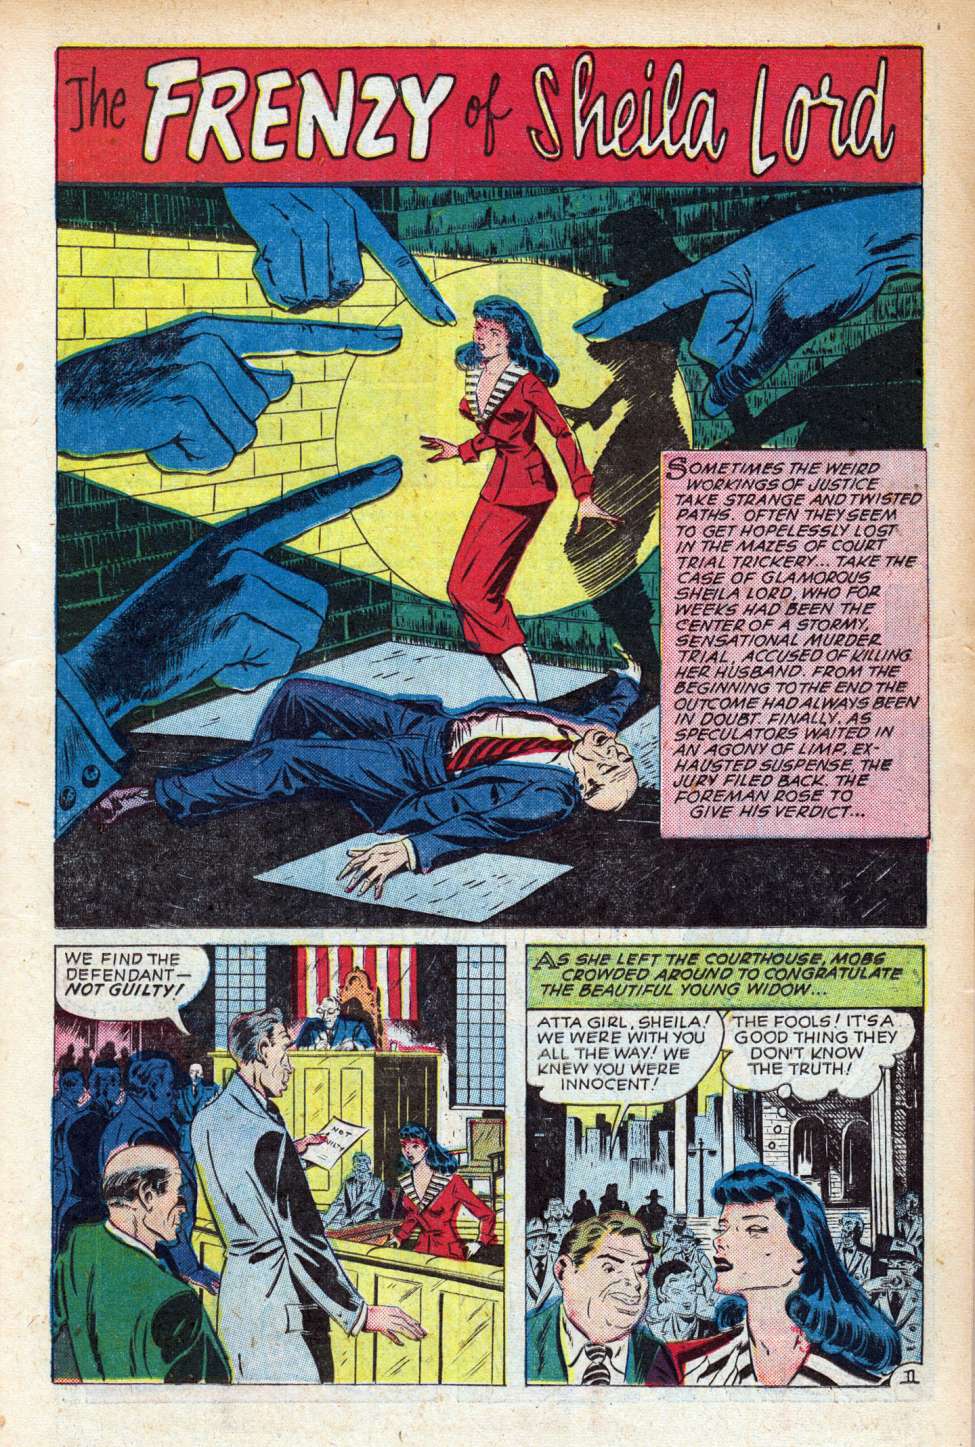 The FRENZY of Sheila Lord
SOMETIMES THE WEIRD
WORKINGS OF JUSTICE
TAKE STRANGE AND TWISTED
PATHS. OFTEN THEY SEEM
TO GET HOPELESSLY LOST
IN THE MAZES OF COURT
TRIAL TRICKERY... TAKE THE
CASE OF GLAMOROUS
SHEILA LORD, WHO FOR
WEEKS HAD BEEN THE
CENTER OF A STORMY,
SENSATIONAL MURDER
TRIAL, ACCUSED OF KILLING
HER HUSBAND. FROM THE
BEGINNING TO THE END THE
OUTCOME HAD ALWAYS BEEN
IN DOUBT. FINALLY, AS
SPECULATORS WAITED IN
AN AGONY OF LIMP, EX-
HAUSTED SUSPENSE, THE
JURY FILED BACK. THE
FOREMAN ROSE TO
GIVE HIS VERDICT...
WE FIND THE
DEFENDANT—
NOT GUILTY!
NOT
GUILTY
AS SHE LEFT THE COURTHOUSE, MOBS
CROWDED AROUND TO CONGRATULATE
THE BEAUTIFUL YOUNG WIDOW...
ATTA GIRL, SHEILA!
WE WERE WITH YOU
ALL THE WAY! WE
KNEW YOU WERE
INNOCENT!
THE FOOLS! IT'S A
GOOD THING THEY
DON'T KNOW
THE TRUTH!
1